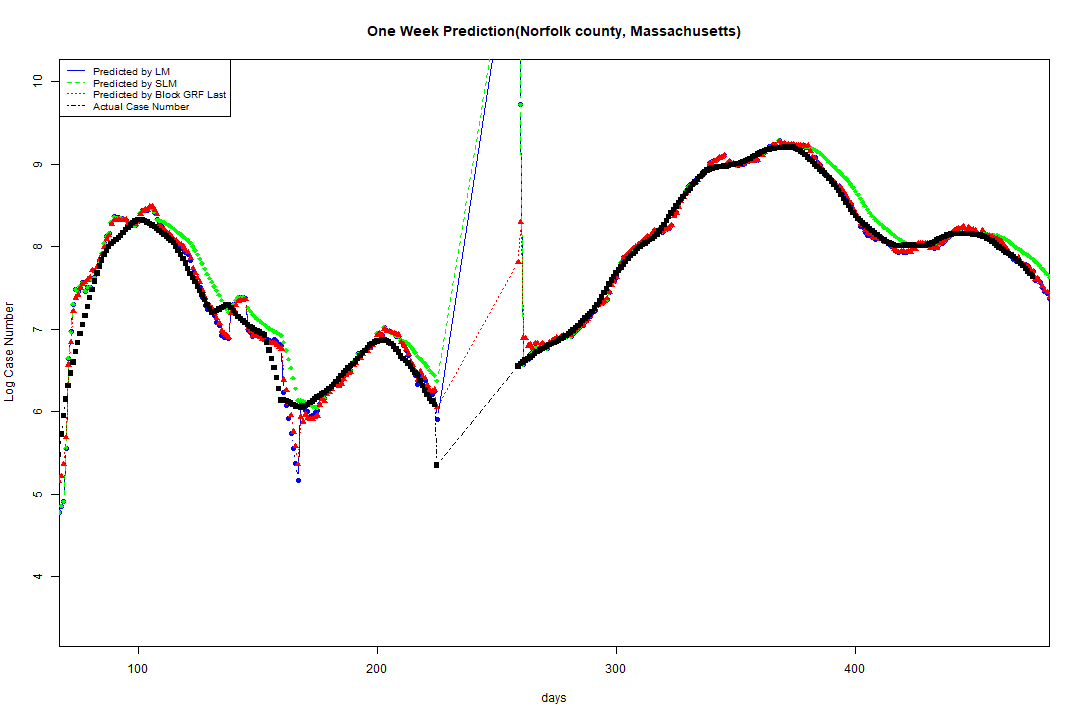 One Week Prediction(Norfolk county, Massachusetts)
Predicted by LM
Predicted by SLM
Predicted by Block GRF Last
Actual Case Number
Log Case Number
10
9
8
7
6
5
4
100 200 300 400
days